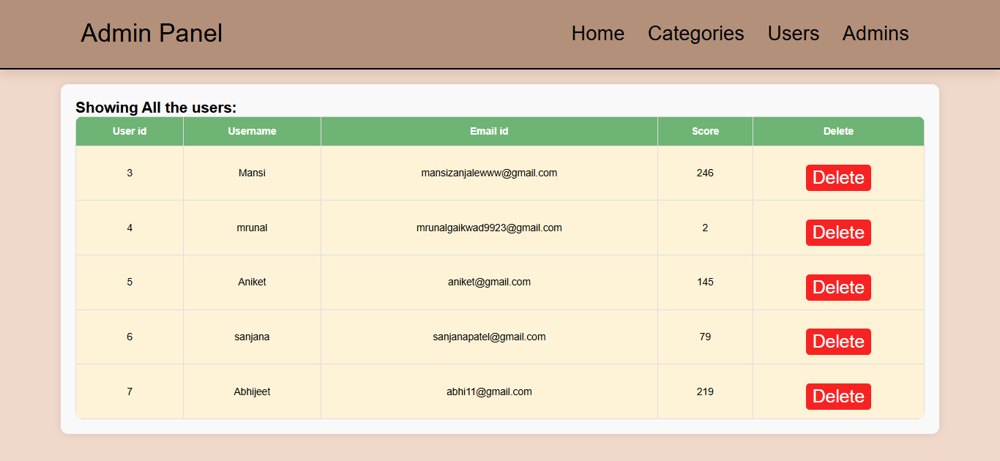 Admin Panel Home Categories Users Admins
Showing All the users:
User id Username Email id Score Delete
3 Mansi mansizanjalewww@gmail.com 246 Delete
4 mrunal mrunalgaikwad9923@gmail.com 2 Delete
5 Aniket aniket@gmail.com 145 Delete
6 sanjana sanjanapatel@gmail.com 79 Delete
7 Abhijeet abhi11@gmail.com 219 Delete